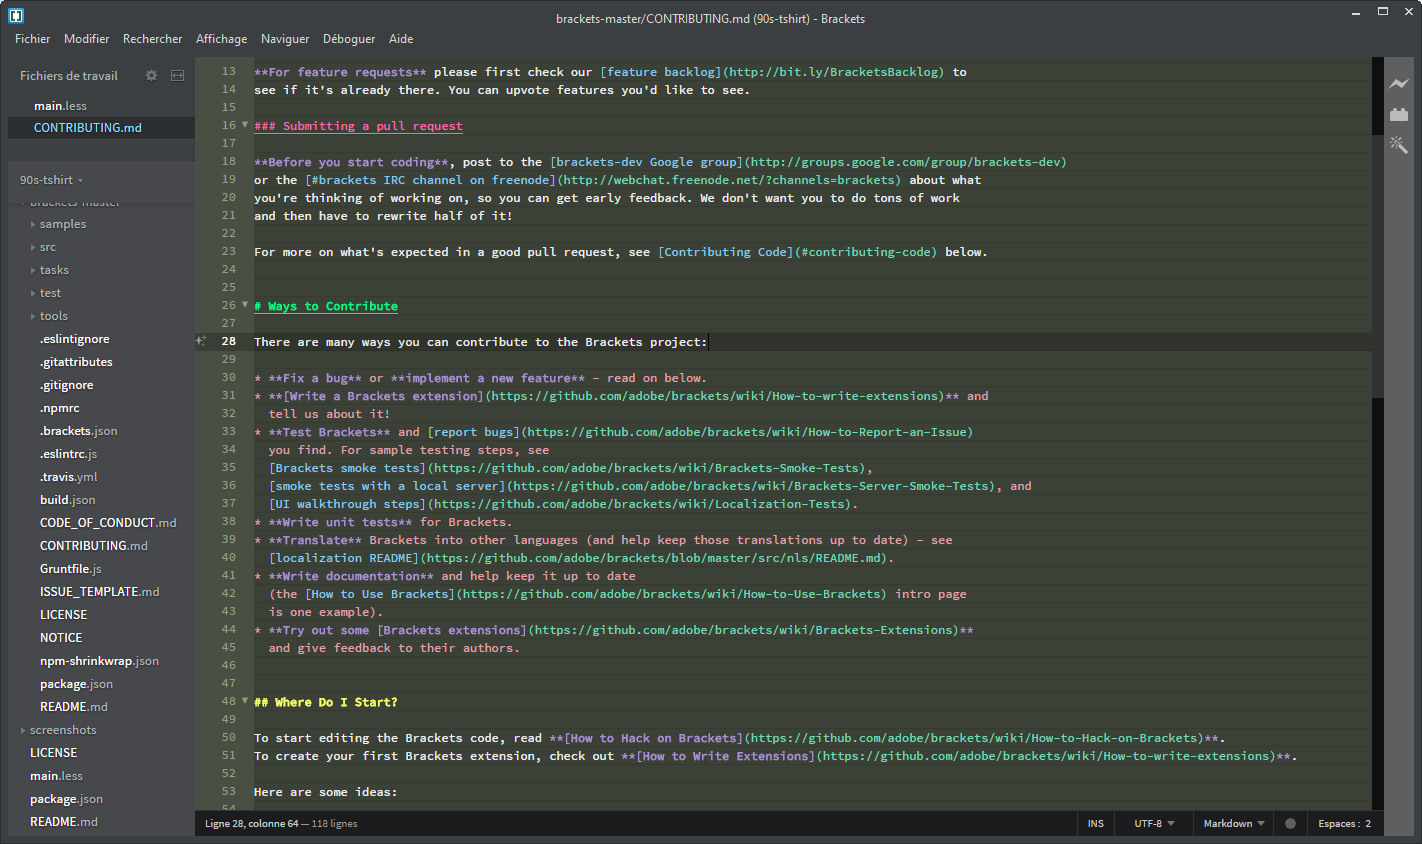 brackets-master/CONTRIBUTING.md (90s-tshirt) - Brackets
Fichier Modifier Rechercher Affichage Naviguer Déboguer Aide
Fichiers de travail
main.less
CONTRIBUTING.md
90s-tshirt
brackets-master
samples
src
tasks
test
tools
.eslintignore
.gitattributes
.gitignore
.npmrc
.brackets.json
.eslintrc.js
.travis.yml
build.json
CODE_OF_CONDUCT.md
CONTRIBUTING.md
Gruntfile.js
ISSUE_TEMPLATE.md
LICENSE
NOTICE
npm-shrinkwrap.json
package.json
README.md
screenshots
LICENSE
main.less
package.json
README.md
13 **For feature requests** please first check our [feature backlog](http://bit.ly/BracketsBacklog) to
14 see if it's already there. You can upvote features you'd like to see.
15
16 ### Submitting a pull request
17
18 **Before you start coding**, post to the [brackets-dev Google group](http://groups.google.com/group/brackets-dev)
19 or the [#brackets IRC channel on freenode](http://webchat.freenode.net/?channels=brackets) about what
20 you're thinking of working on, so you can get early feedback. We don't want you to do tons of work
21 and then have to rewrite half of it!
22
23 For more on what's expected in a good pull request, see [Contributing Code](#contributing-code) below.
24
25
26 # Ways to Contribute
27
28 There are many ways you can contribute to the Brackets project:
29
30 * **Fix a bug** or **implement a new feature** - read on below.
31 * **[Write a Brackets extension](https://github.com/adobe/brackets/wiki/How-to-write-extensions)** and
32 tell us about it!
33 * **Test Brackets** and [report bugs](https://github.com/adobe/brackets/wiki/How-to-Report-an-Issue)
34 you find. For sample testing steps, see
35 [Brackets smoke tests](https://github.com/adobe/brackets/wiki/Brackets-Smoke-Tests),
36 [smoke tests with a local server](https://github.com/adobe/brackets/wiki/Brackets-Server-Smoke-Tests), and
37 [UI walkthrough steps](https://github.com/adobe/brackets/wiki/Localization-Tests).
38 * **Write unit tests** for Brackets.
39 * **Translate** Brackets into other languages (and help keep those translations up to date) - see
40 [localization README](https://github.com/adobe/brackets/blob/master/src/nls/README.md).
41 * **Write documentation** and help keep it up to date
42 (the [How to Use Brackets](https://github.com/adobe/brackets/wiki/How-to-Use-Brackets) intro page
43 is one example).
44 * **Try out some [Brackets extensions](https://github.com/adobe/brackets/wiki/Brackets-Extensions)**
45 and give feedback to their authors.
46
47
48 ## Where Do I Start?
49
50 To start editing the Brackets code, read **[How to Hack on Brackets](https://github.com/adobe/brackets/wiki/How-to-Hack-on-Brackets)**.
51 To create your first Brackets extension, check out **[How to Write Extensions](https://github.com/adobe/brackets/wiki/How-to-write-extensions)**.
52
53 Here are some ideas:
54
Ligne 28, colonne 64 — 118 lignes
INS UTF-8 Markdown Espaces : 2